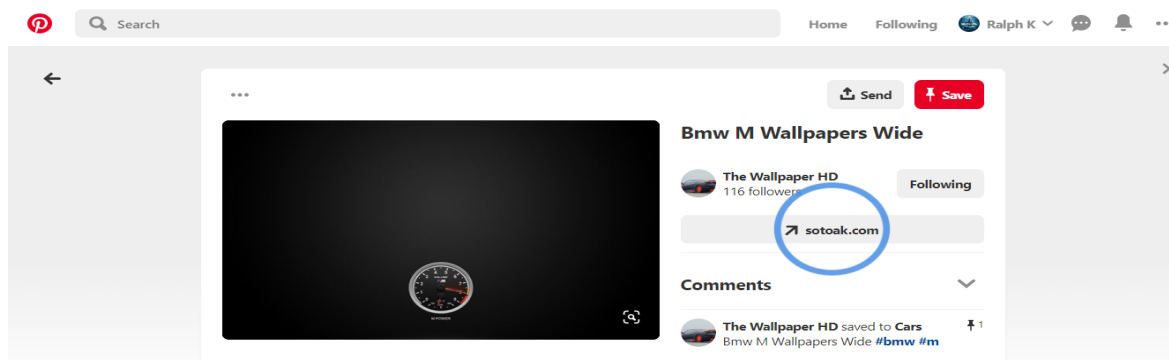 Search
Home Following Ralph K
Send Save
Bmw M Wallpapers Wide
The Wallpaper HD
116 followers
Following
sotoak.com
Comments
The Wallpaper HD saved to Cars 1
Bmw M Wallpapers Wide #bmw #m
M POWER